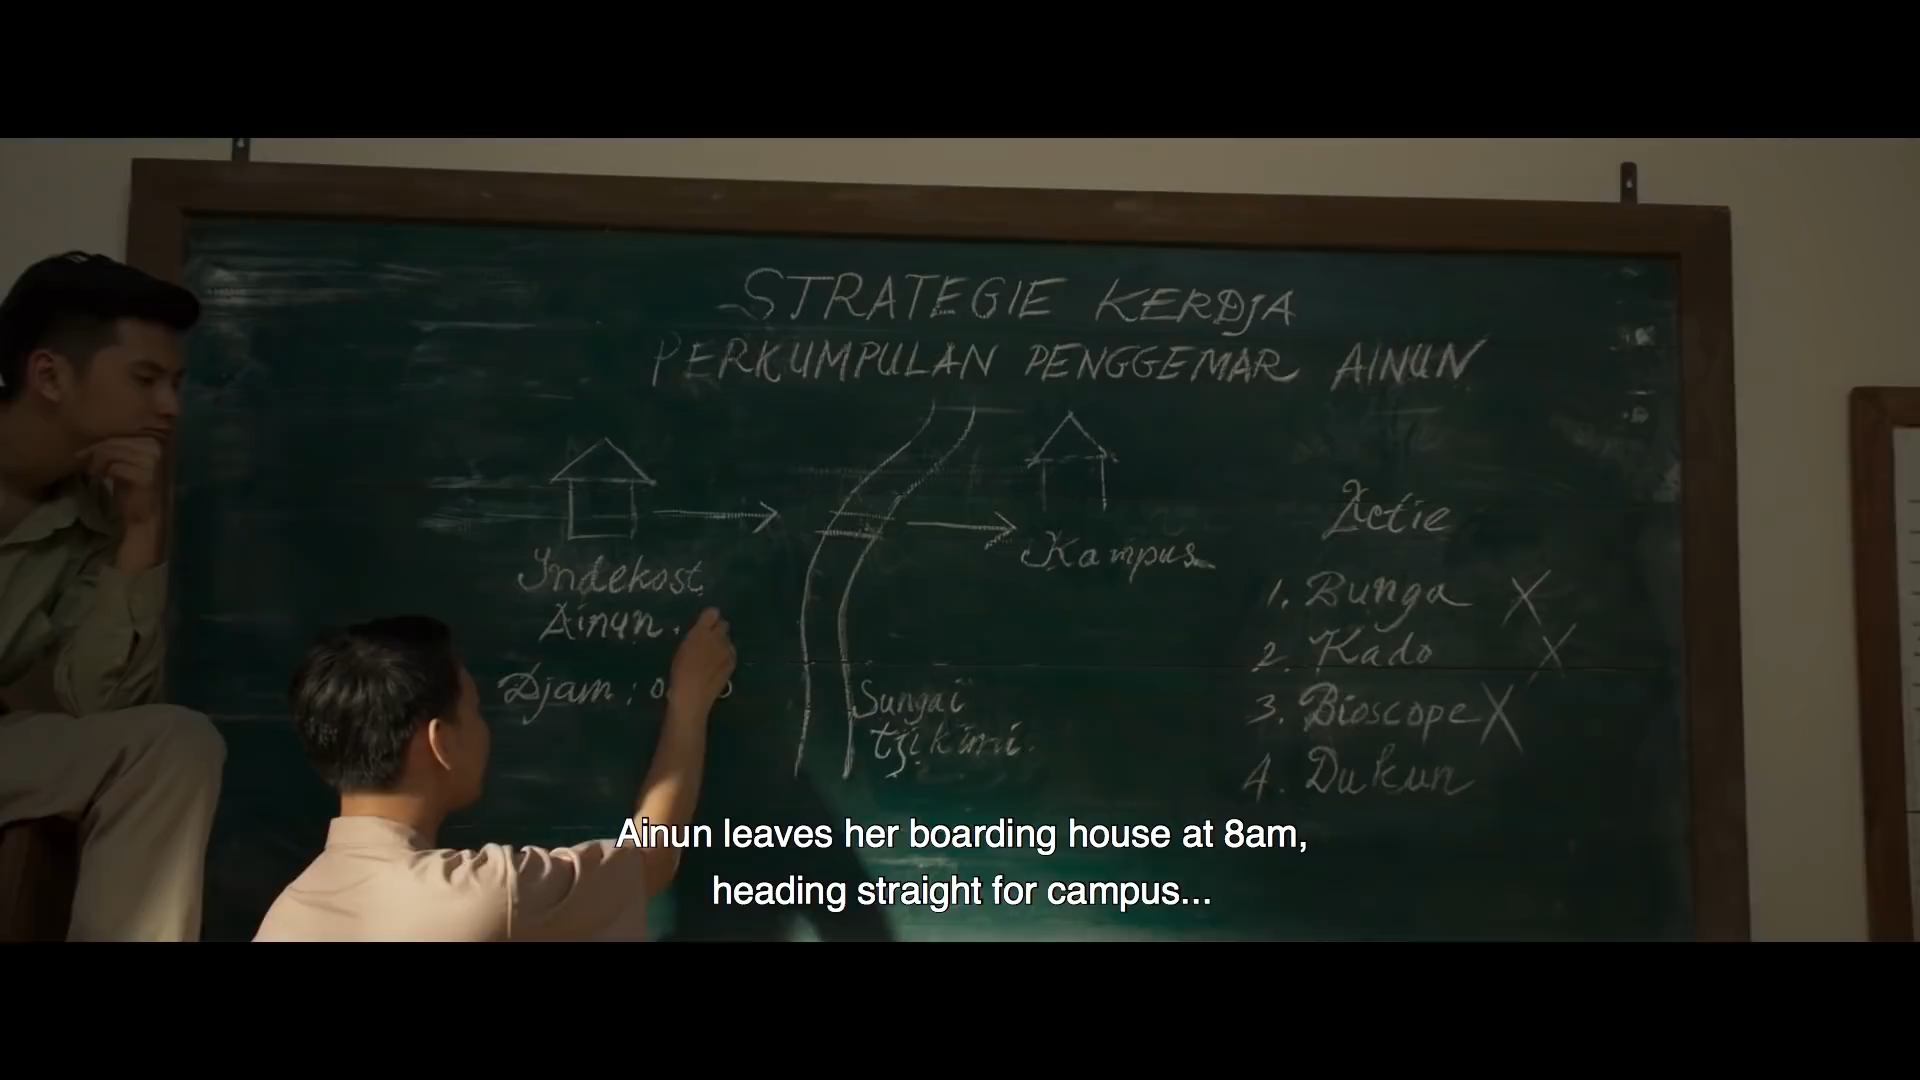 STRATEGIE KERDJA
PERKUMPULAN PENGGEMAR AINUN
Indekost
Ainun.
Djam :
Sungai
Tjikini.
Kampus
Actie
1. Bunga X
2. Kado X
3. Bioscope X
4. Dukun
Ainun leaves her boarding house at 8am,
heading straight for campus...